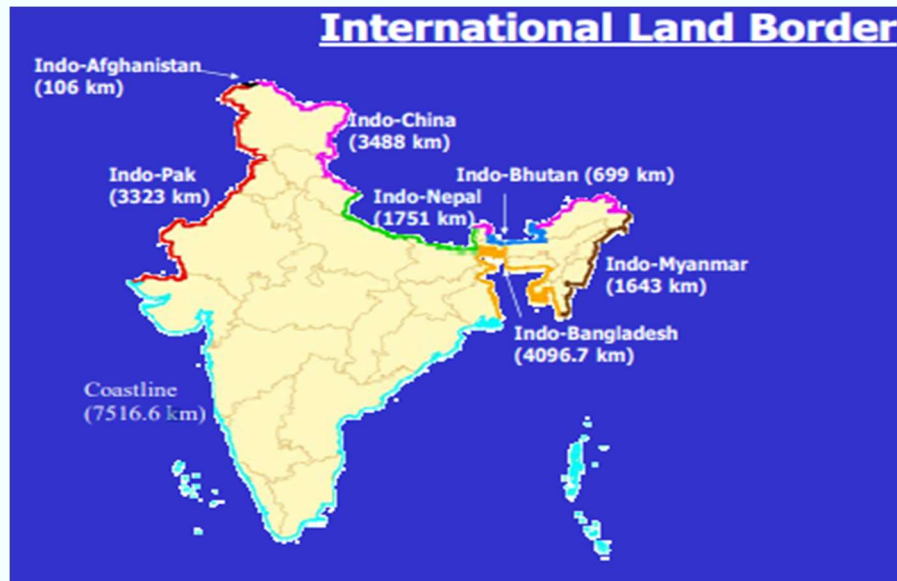 International Land Border
Indo-Afghanistan
(106 km)
Indo-China
(3488 km)
Indo-Pak
(3323 km)
Indo-Bhutan (699 km)
Indo-Nepal
(1751 km)
Indo-Myanmar
(1643 km)
Indo-Bangladesh
(4096.7 km)
Coastline
(7516.6 km)